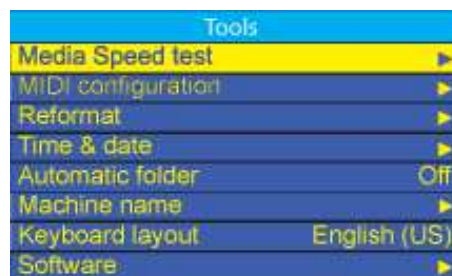 Tools
Media Speed test
MIDI configuration
Reformat
Time & date
Automatic folder Off
Machine name
Keyboard layout English (US)
Software